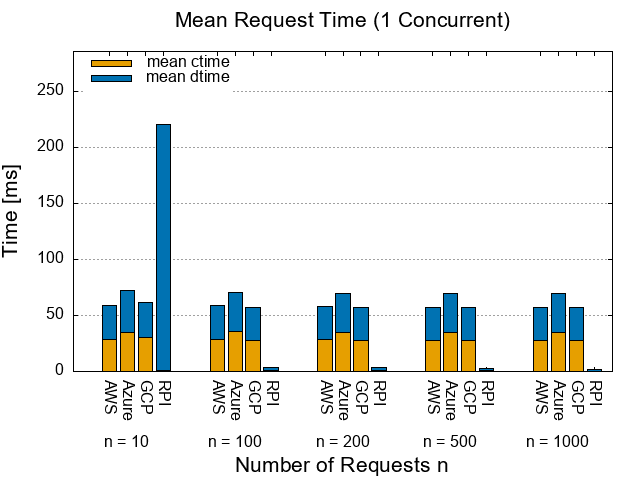 Mean Request Time (1 Concurrent)
mean ctime
mean dtime
Time [ms]
250
200
150
100
50
0
AWS Azure GCP RPI AWS Azure GCP RPI AWS Azure GCP RPI AWS Azure GCP RPI AWS Azure GCP RPI
n = 10 n = 100 n = 200 n = 500 n = 1000
Number of Requests n